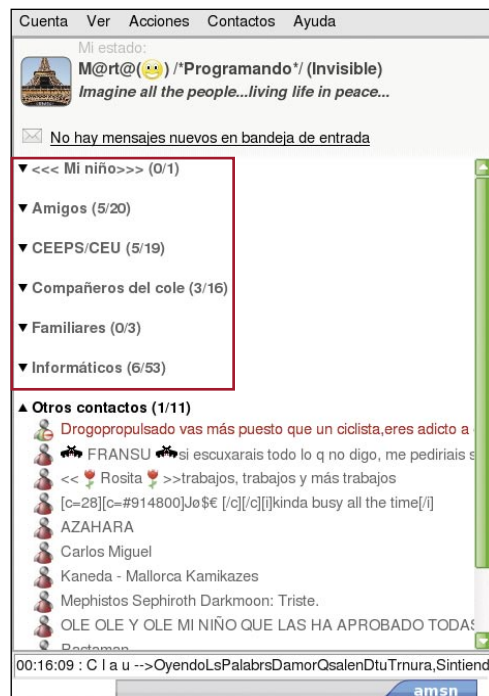 Cuenta Ver Acciones Contactos Ayuda
Mi estado:
M@rt@( ) /*Programando*/ (Invisible)
Imagine all the people...living life in peace...
No hay mensajes nuevos en bandeja de entrada
<<< Mi niño>>> (0/1)
Amigos (5/20)
CEEPS/CEU (5/19)
Compañeros del cole (3/16)
Familiares (0/3)
Informáticos (6/53)
Otros contactos (1/11)
Drogopropulsado vas más puesto que un ciclista,eres adicto a
FRANSU si escuxarais todo lo q no digo, me pediriais s
<< Rosita >>trabajos, trabajos y más trabajos
[c=28][c=#914800]Jø$€ [/c][/c][i]kinda busy all the time[/i]
AZAHARA
Carlos Miguel
Kaneda - Mallorca Kamikazes
Mephistos Sephiroth Darkmoon: Triste.
OLE OLE Y OLE MI NIÑO QUE LAS HA APROBADO TODAS
00:16:09 : C l a u -->OyendoLsPalabrsDamorQsalenDtuTrnura,Sintiend
amsn